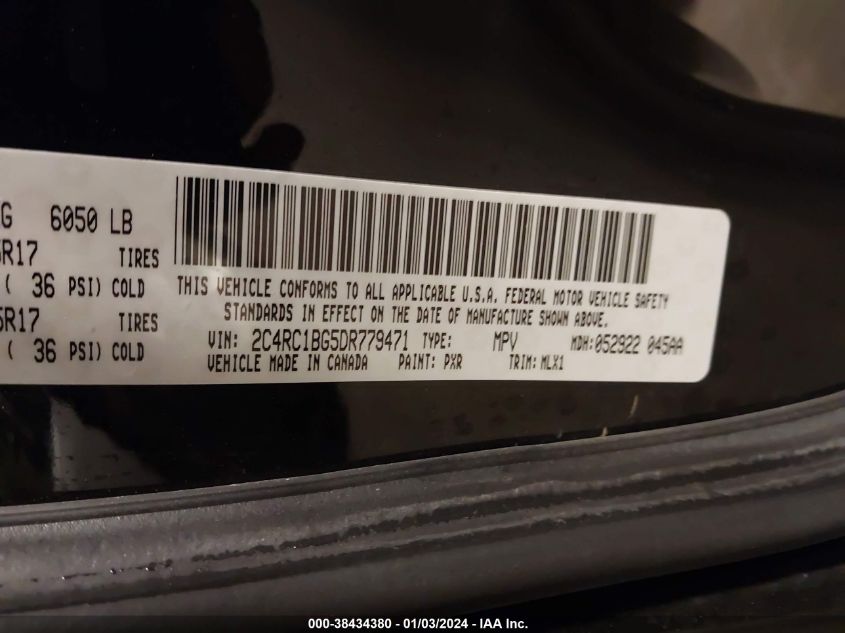 G 6050 LB
R17 TIRES
( 36 PSI) COLD
5R17 TIRES
( 36 PSI) COLD
THIS VEHICLE CONFORMS TO ALL APPLICABLE U.S.A. FEDERAL MOTOR VEHICLE SAFETY
STANDARDS IN EFFECT ON THE DATE OF MANUFACTURE SHOWN ABOVE.
VIN: 2C4RC1BG5DR779471 TYPE: MPV MDH:052922 045AA
VEHICLE MADE IN CANADA PAINT: PXR TRIM: MLX1
000-38434380 - 01/03/2024 - IAA Inc.